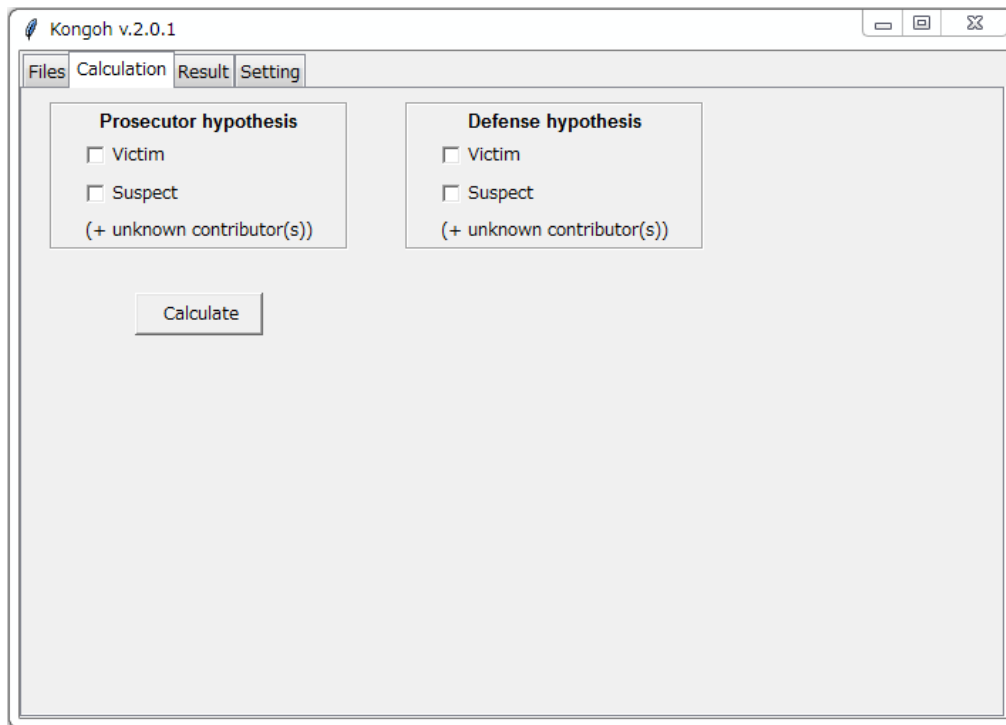 Kongoh v.2.0.1
Files Calculation Result Setting
Prosecutor hypothesis
Victim
Suspect
(+ unknown contributor(s))
Defense hypothesis
Victim
Suspect
(+ unknown contributor(s))
Calculate